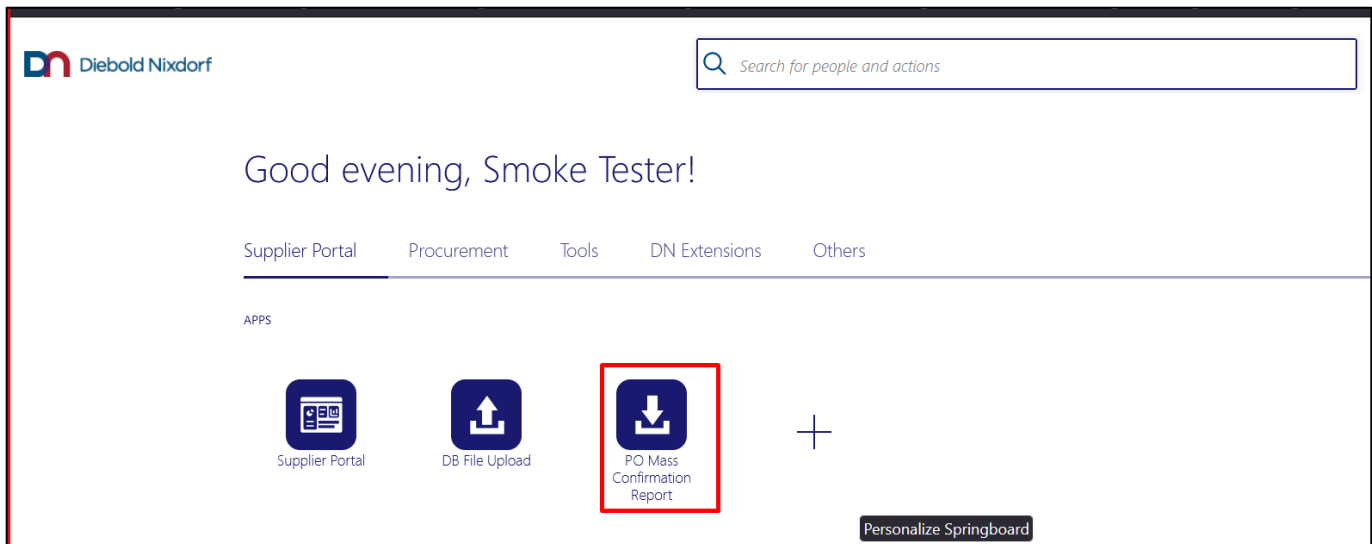 Diebold Nixdorf
Search for people and actions
Good evening, Smoke Tester!
Supplier Portal Procurement Tools DN Extensions Others
APPS
Supplier Portal
DB File Upload
PO Mass
Confirmation
Report
Personalize Springboard